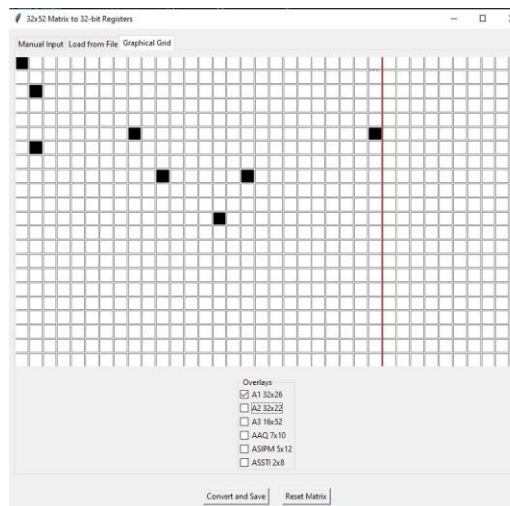 32x52 Matrix to 32-bit Registers
Manual Input Load from File Graphical Grid
Overlays
A1 32x26
A2 32x22
A3 16x52
AAQ 7x10
ASIPM 5x12
ASSTI 2x8
Convert and Save Reset Matrix